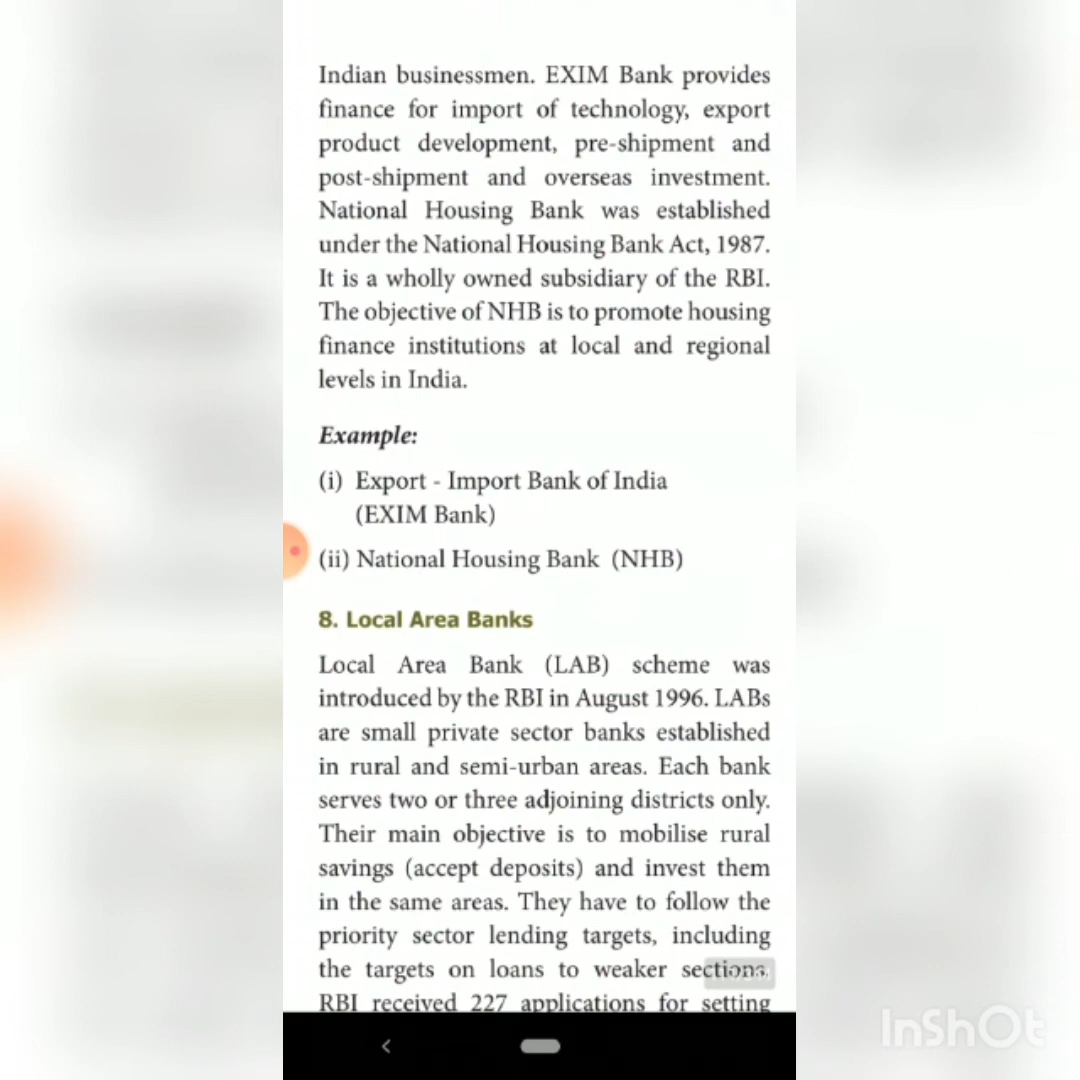 Indian businessmen. EXIM Bank provides
finance for import of technology, export
product development, pre-shipment and
post-shipment and overseas investment.
National Housing Bank was established
under the National Housing Bank Act, 1987.
It is a wholly owned subsidiary of the RBI.
The objective of NHB is to promote housing
finance institutions at local and regional
levels in India.
Example:
(i) Export - Import Bank of India
(EXIM Bank)
(ii) National Housing Bank (NHB)
8. Local Area Banks
Local Area Bank (LAB) scheme was
introduced by the RBI in August 1996. LABs
are small private sector banks established
in rural and semi-urban areas. Each bank
serves two or three adjoining districts only.
Their main objective is to mobilise rural
savings (accept deposits) and invest them
in the same areas. They have to follow the
priority sector lending targets, including
the targets on loans to weaker sections.
RBI received 227 applications for setting
InShOt